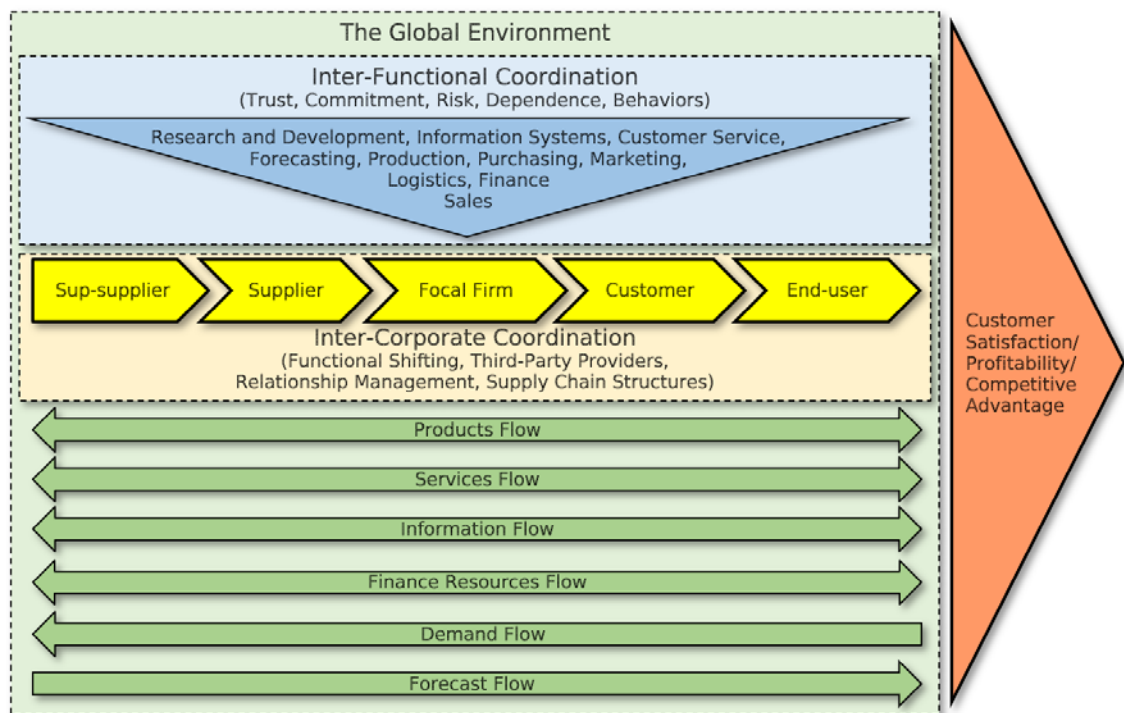 The Global Environment
Inter-Functional Coordination
(Trust, Commitment, Risk, Dependence, Behaviors)
Research and Development, Information Systems, Customer Service,
Forecasting, Production, Purchasing, Marketing,
Logistics, Finance
Sales
Sup-supplier
Supplier
Focal Firm
Customer
End-user
Inter-Corporate Coordination
(Functional Shifting, Third-Party Providers,
Relationship Management, Supply Chain Structures)
Products Flow
Services Flow
Information Flow
Finance Resources Flow
Demand Flow
Forecast Flow
Customer
Satisfaction/
Profitability/
Competitive
Advantage